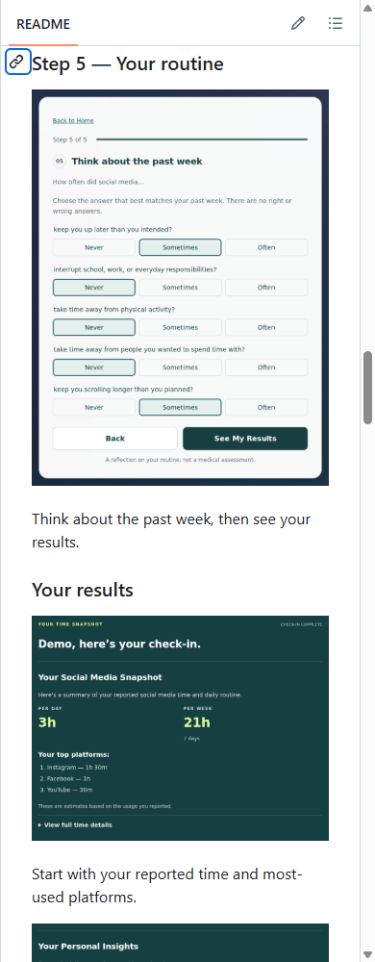 README
Step 5 — Your routine
Back to Home
Step 5 of 5
05 Think about the past week
How often did social media...
Choose the answer that best matches your past week. There are no right or
wrong answers.
keep you up later than you intended?
Never Sometimes Often
interrupt school, work, or everyday responsibilities?
Never Sometimes Often
take time away from physical activity?
Never Sometimes Often
take time away from people you wanted to spend time with?
Never Sometimes Often
keep you scrolling longer than you planned?
Never Sometimes Often
Back See My Results
A reflection on your routine, not a medical assessment.
Think about the past week, then see your
results.
Your results
YOUR TIME SNAPSHOT CHECK-IN COMPLETE
Demo, here’s your check-in.
Your Social Media Snapshot
Here's a summary of your reported social media time and daily routine.
PER DAY PER WEEK
3h 21h
7 days
Your top platforms:
1. Instagram — 1h 30m
2. Facebook — 1h
3. YouTube — 30m
These are estimates based on the usage you reported.
▸ View full time details
Start with your reported time and most-
used platforms.
Your Personal Insights